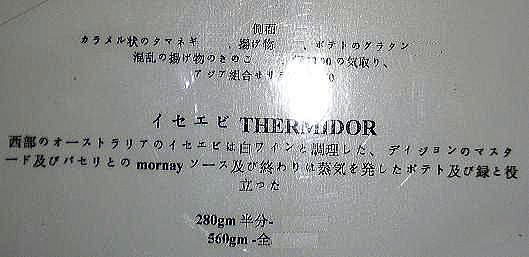 側面
カラメル状のタマネギ 、揚げ物 、ポテトのグラタン
混乱の揚げ物のきのこ の気取り、
アジア組合せサラ
イセエビ THERMIDOR
西部のオーストラリアのイセエビは白ワインと調理した、ディジョンのマスタ
ード及びパセリとの mornay ソース及び終わりは蒸気を発したポテト及び緑と役
立つた
280gm 半分-
560gm -全